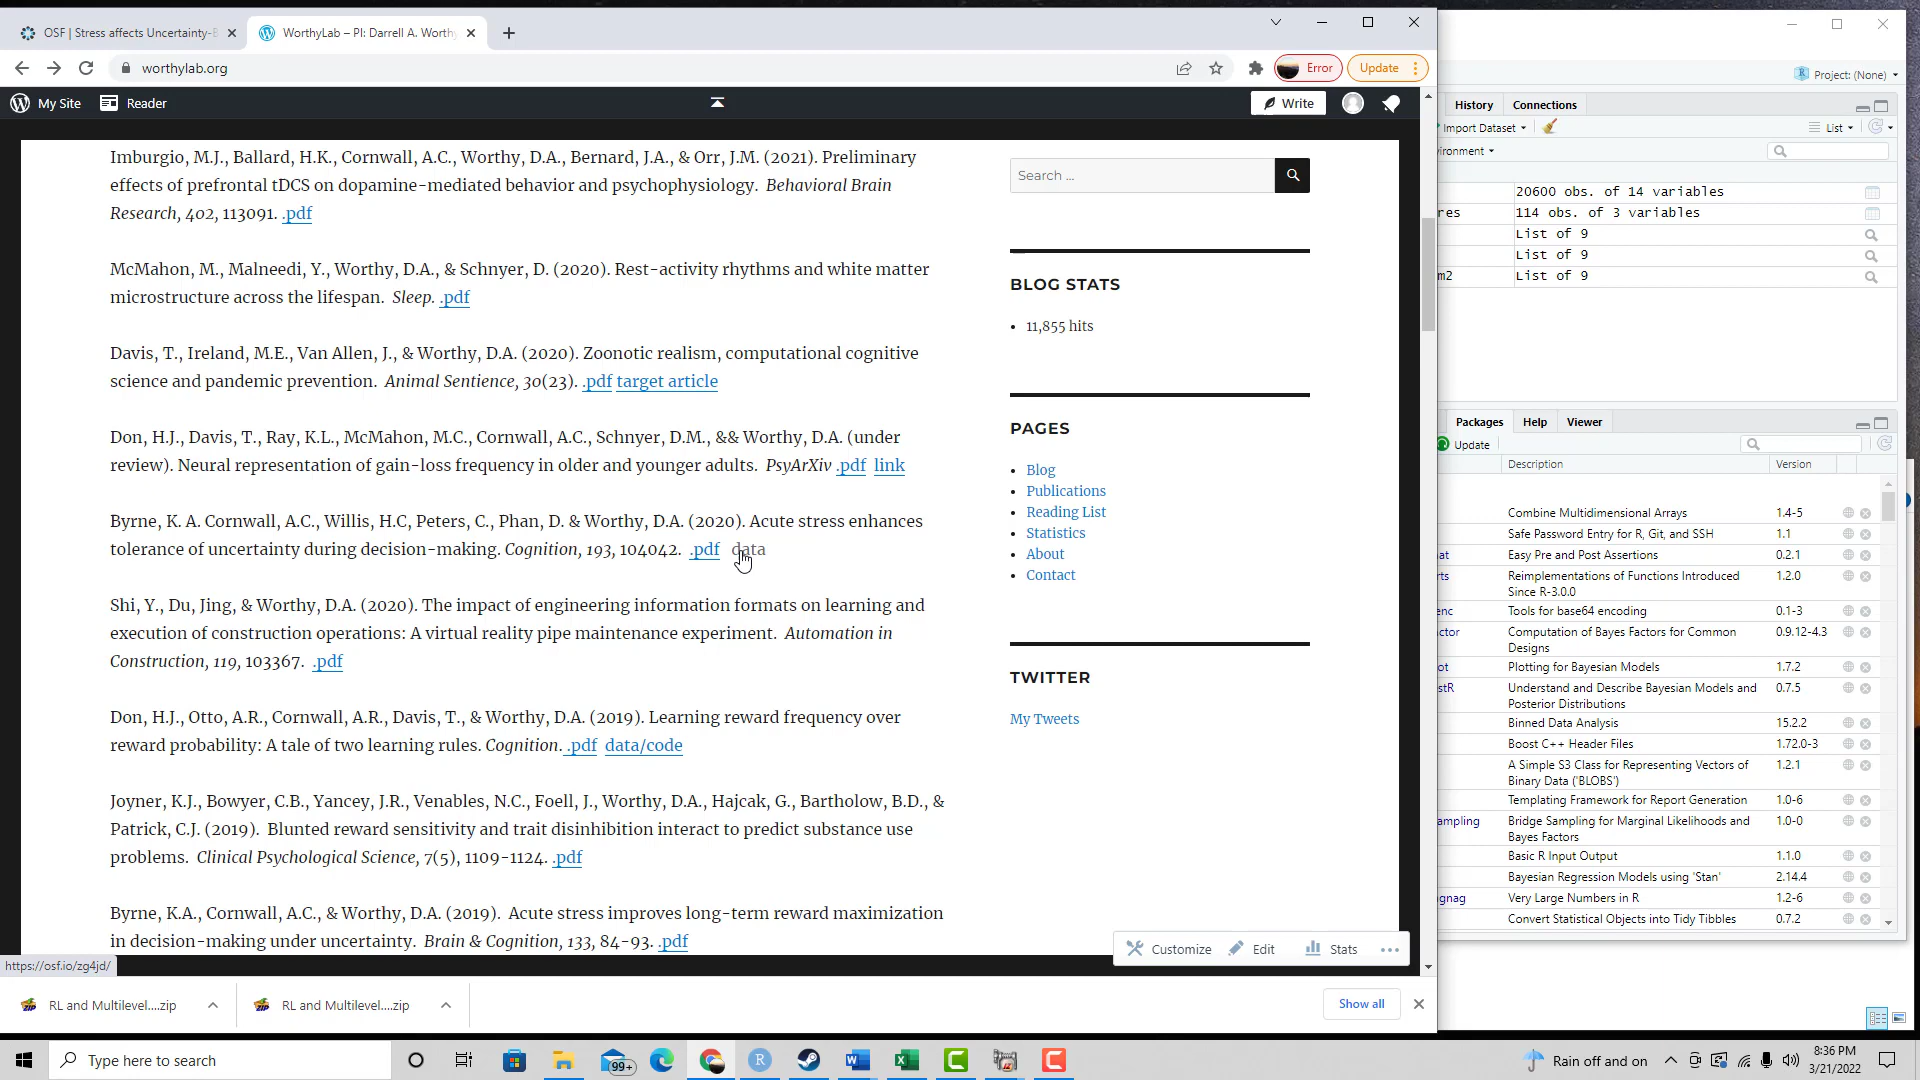 OSF | Stress affects Uncertainty-B
WorthyLab – PI: Darrell A. Worthy
worthylab.org
Error
Update
My Site
Reader
Write
Imburgio, M.J., Ballard, H.K., Cornwall, A.C., Worthy, D.A., Bernard, J.A., & Orr, J.M. (2021). Preliminary
effects of prefrontal tDCS on dopamine-mediated behavior and psychophysiology. Behavioral Brain
Research, 402, 113091. .pdf
McMahon, M., Malneedi, Y., Worthy, D.A., & Schnyer, D. (2020). Rest-activity rhythms and white matter
microstructure across the lifespan. Sleep. .pdf
Davis, T., Ireland, M.E., Van Allen, J., & Worthy, D.A. (2020). Zoonotic realism, computational cognitive
science and pandemic prevention. Animal Sentience, 30(23). .pdf target article
Don, H.J., Davis, T., Ray, K.L., McMahon, M.C., Cornwall, A.C., Schnyer, D.M., && Worthy, D.A. (under
review). Neural representation of gain-loss frequency in older and younger adults. PsyArXiv .pdf link
Byrne, K. A. Cornwall, A.C., Willis, H.C, Peters, C., Phan, D. & Worthy, D.A. (2020). Acute stress enhances
tolerance of uncertainty during decision-making. Cognition, 193, 104042. .pdf data
Shi, Y., Du, Jing, & Worthy, D.A. (2020). The impact of engineering information formats on learning and
execution of construction operations: A virtual reality pipe maintenance experiment. Automation in
Construction, 119, 103367. .pdf
Don, H.J., Otto, A.R., Cornwall, A.R., Davis, T., & Worthy, D.A. (2019). Learning reward frequency over
reward probability: A tale of two learning rules. Cognition. .pdf data/code
Joyner, K.J., Bowyer, C.B., Yancey, J.R., Venables, N.C., Foell, J., Worthy, D.A., Hajcak, G., Bartholow, B.D., &
Patrick, C.J. (2019). Blunted reward sensitivity and trait disinhibition interact to predict substance use
problems. Clinical Psychological Science, 7(5), 1109-1124. .pdf
Byrne, K.A., Cornwall, A.C., & Worthy, D.A. (2019). Acute stress improves long-term reward maximization
in decision-making under uncertainty. Brain & Cognition, 133, 84-93. .pdf
Search …
BLOG STATS
11,855 hits
PAGES
Blog
Publications
Reading List
Statistics
About
Contact
TWITTER
My Tweets
Customize
Edit
Stats
https://osf.io/zg4jd/
RL and Multilevel....zip
RL and Multilevel....zip
Show all
Project: (None)
History
Connections
Import Dataset
List
ironment
20600 obs. of 14 variables
res 114 obs. of 3 variables
List of 9
List of 9
m2 List of 9
Packages
Help
Viewer
Update
Description
Version
Combine Multidimensional Arrays 1.4-5
Safe Password Entry for R, Git, and SSH 1.1
hat Easy Pre and Post Assertions 0.2.1
rts Reimplementations of Functions Introduced 1.2.0
Since R-3.0.0
enc Tools for base64 encoding 0.1-3
ctor Computation of Bayes Factors for Common 0.9.12-4.3
Designs
ot Plotting for Bayesian Models 1.7.2
stR Understand and Describe Bayesian Models and 0.7.5
Posterior Distributions
Binned Data Analysis 15.2.2
Boost C++ Header Files 1.72.0-3
A Simple S3 Class for Representing Vectors of 1.2.1
Binary Data ('BLOBS')
Templating Framework for Report Generation 1.0-6
ampling Bridge Sampling for Marginal Likelihoods and 1.0-0
Bayes Factors
Basic R Input Output 1.1.0
Bayesian Regression Models using 'Stan' 2.14.4
gnag Very Large Numbers in R 1.2-6
Convert Statistical Objects into Tidy Tibbles 0.7.2
Type here to search
99+
Rain off and on
8:36 PM
3/21/2022